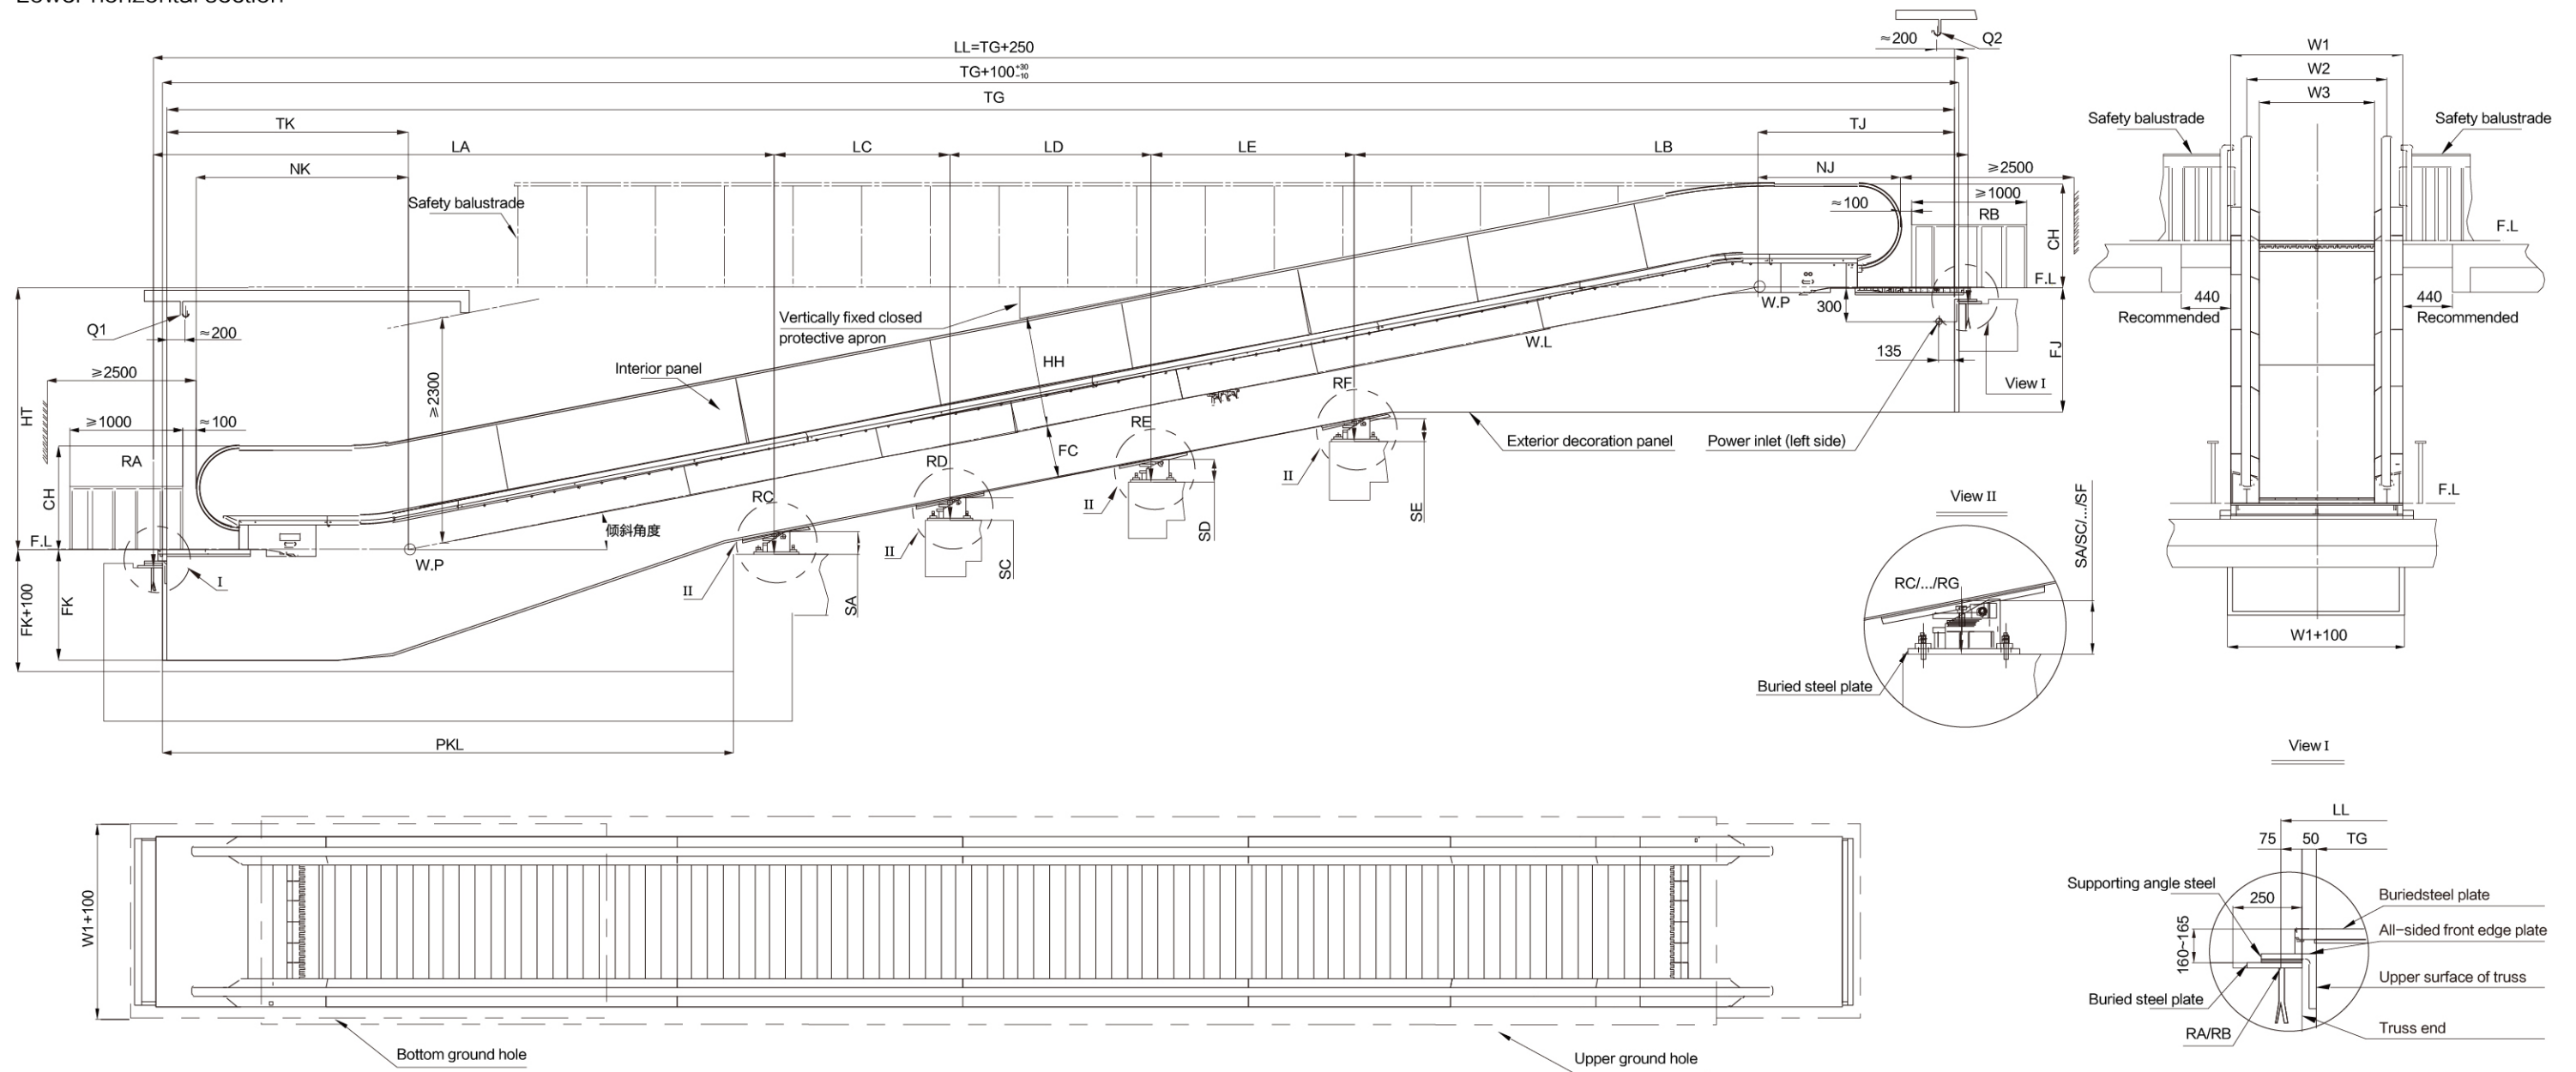 Lower horizontal section
LL=TG+250
TG+100 +30 -10
TG
TK
TJ
LA
LC
LD
LE
LB
NK
NJ
≈200
Q2
≥2500
≥1000
≈100
RB
CH
F.L
W.P
300
135
FJ
View I
Safety balustrade
Vertically fixed closed
protective apron
Interior panel
HH
FC
W.L
Q1
≈200
≥2500
≥1000
≈100
≥2300
HT
RA
CH
F.L
I
W.P
倾斜角度
FK+100
FK
RC
RD
RE
RF
II
II
II
II
SA
SC
SD
SE
Exterior decoration panel
Power inlet (left side)
PKL
W1
W2
W3
Safety balustrade
Safety balustrade
F.L
440
Recommended
440
Recommended
F.L
W1+100
View II
RC/.../RG
SA/SC/.../SF
Buried steel plate
W1+100
Bottom ground hole
Upper ground hole
View I
LL
75
50
TG
Supporting angle steel
250
160~165
Buriedsteel plate
All-sided front edge plate
Upper surface of truss
Buried steel plate
RA/RB
Truss end